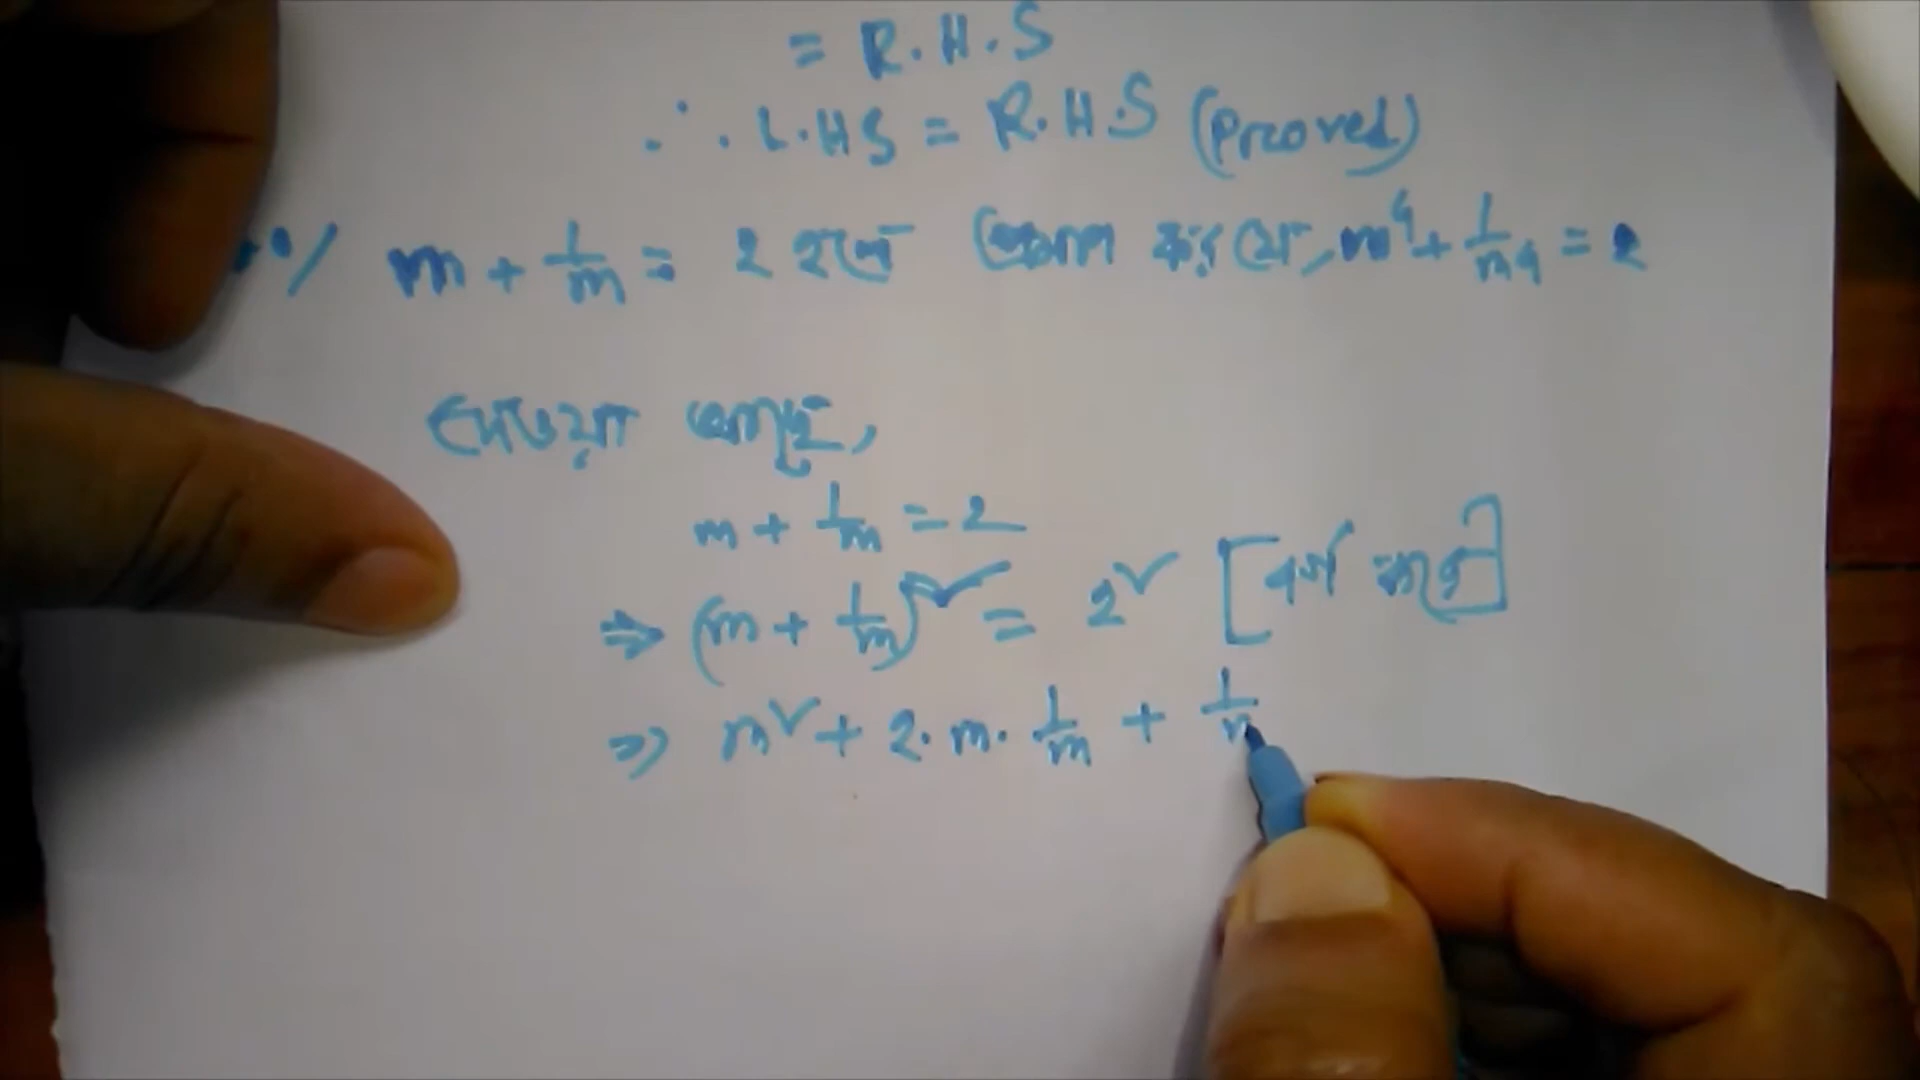 = R.H.S
∴ L.HS = R.H.S (Proved)
m + 1/m = 2 হলে প্রমাণ কর যে, m⁴ + 1/m⁴ = 2
দেওয়া আছে,
m + 1/m = 2
⇒ (m + 1/m)² = 2² [বর্গ করে]
⇒ m² + 2. m. 1/m + 1/m